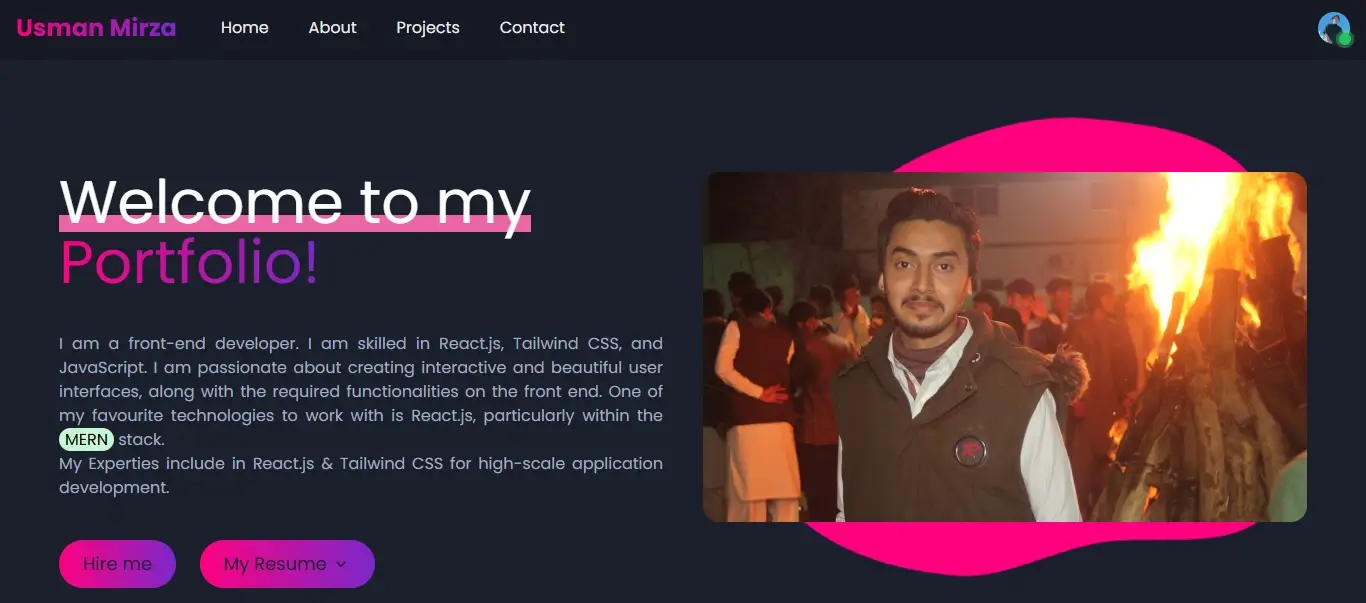 Usman Mirza
Home
About
Projects
Contact
Welcome to my
Portfolio!
I am a front-end developer. I am skilled in React.js, Tailwind CSS, and
JavaScript. I am passionate about creating interactive and beautiful user
interfaces, along with the required functionalities on the front end. One of
my favourite technologies to work with is React.js, particularly within the
MERN stack.
My Experties include in React.js & Tailwind CSS for high-scale application
development.
Hire me
My Resume